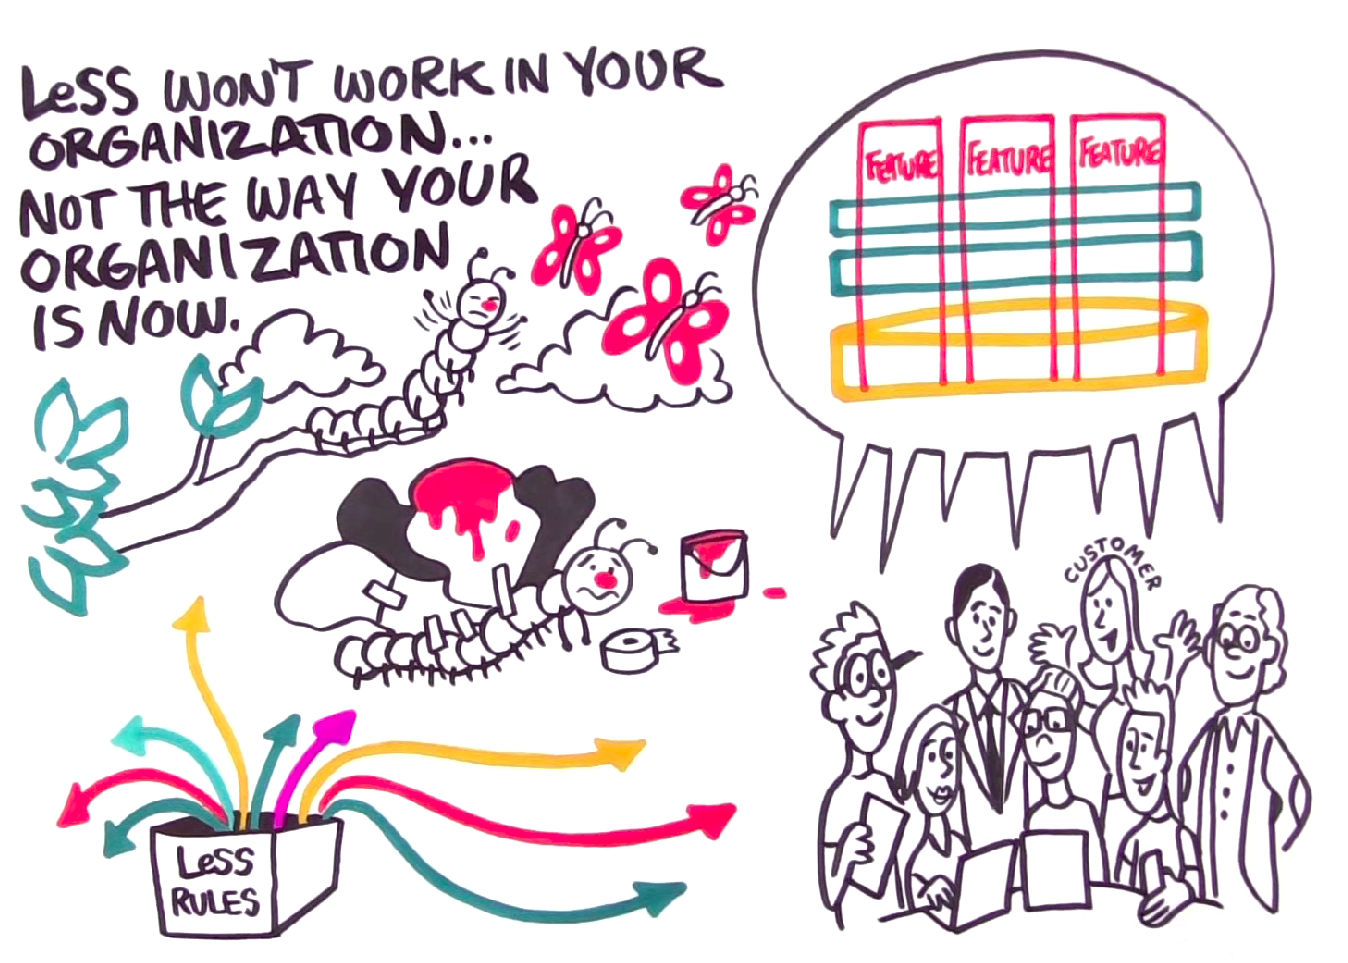 LeSS WON'T WORK IN YOUR
ORGANIZATION...
NOT THE WAY YOUR
ORGANIZATION
IS NOW.
FEATURE FEATURE FEATURE
CUSTOMER
LeSS
RULES